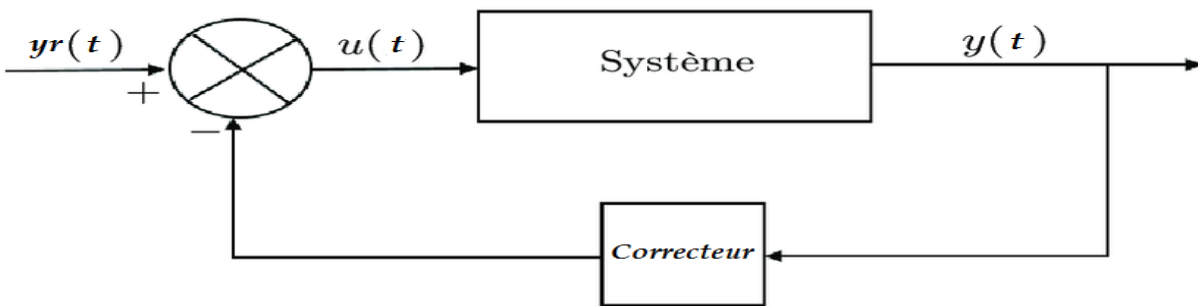 yr(t)
+
−
u(t)
Système
y(t)
Correcteur